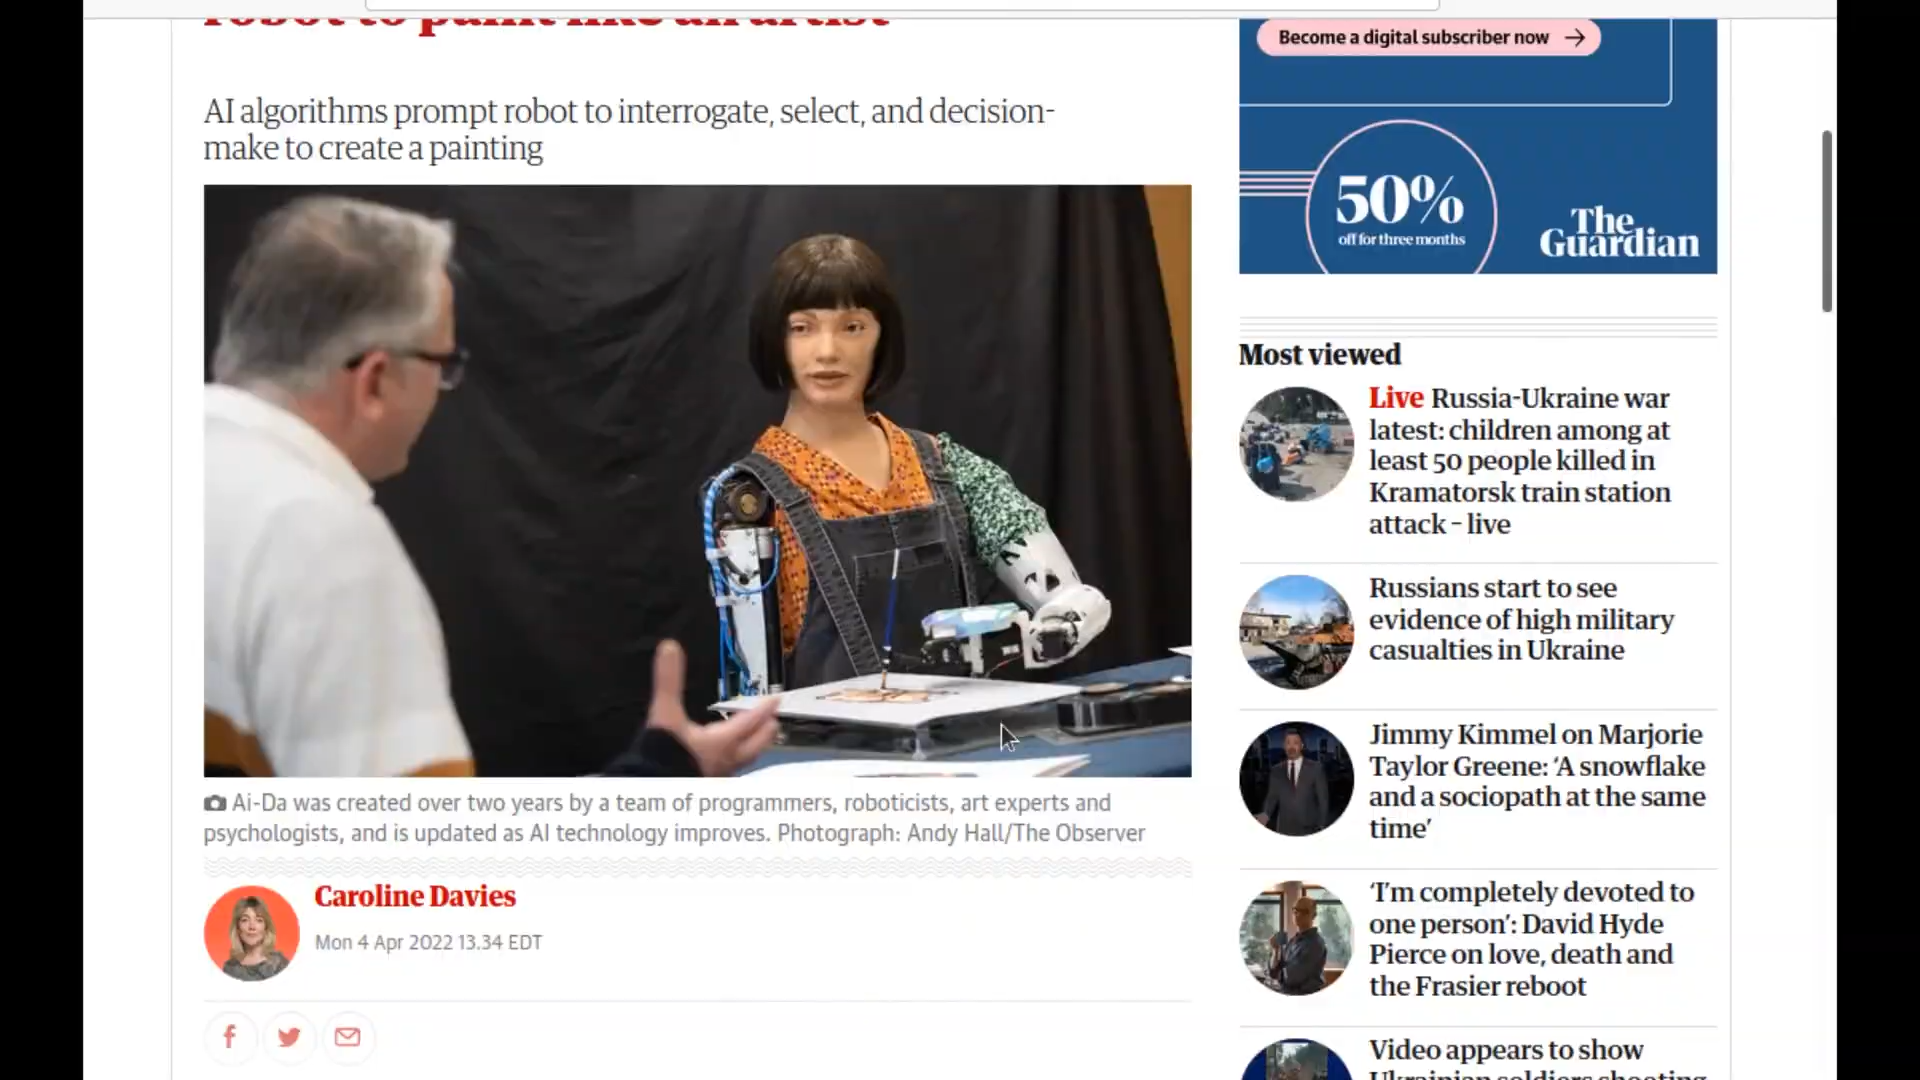 robot to paint like an artist
AI algorithms prompt robot to interrogate, select, and decision-
make to create a painting
Ai-Da was created over two years by a team of programmers, roboticists, art experts and
psychologists, and is updated as AI technology improves. Photograph: Andy Hall/The Observer
Caroline Davies
Mon 4 Apr 2022 13.34 EDT
Become a digital subscriber now
50%
off for three months
The
Guardian
Most viewed
Live Russia-Ukraine war
latest: children among at
least 50 people killed in
Kramatorsk train station
attack – live
Russians start to see
evidence of high military
casualties in Ukraine
Jimmy Kimmel on Marjorie
Taylor Greene: ‘A snowflake
and a sociopath at the same
time’
‘I’m completely devoted to
one person’: David Hyde
Pierce on love, death and
the Frasier reboot
Video appears to show
Ukrainian soldiers shooting